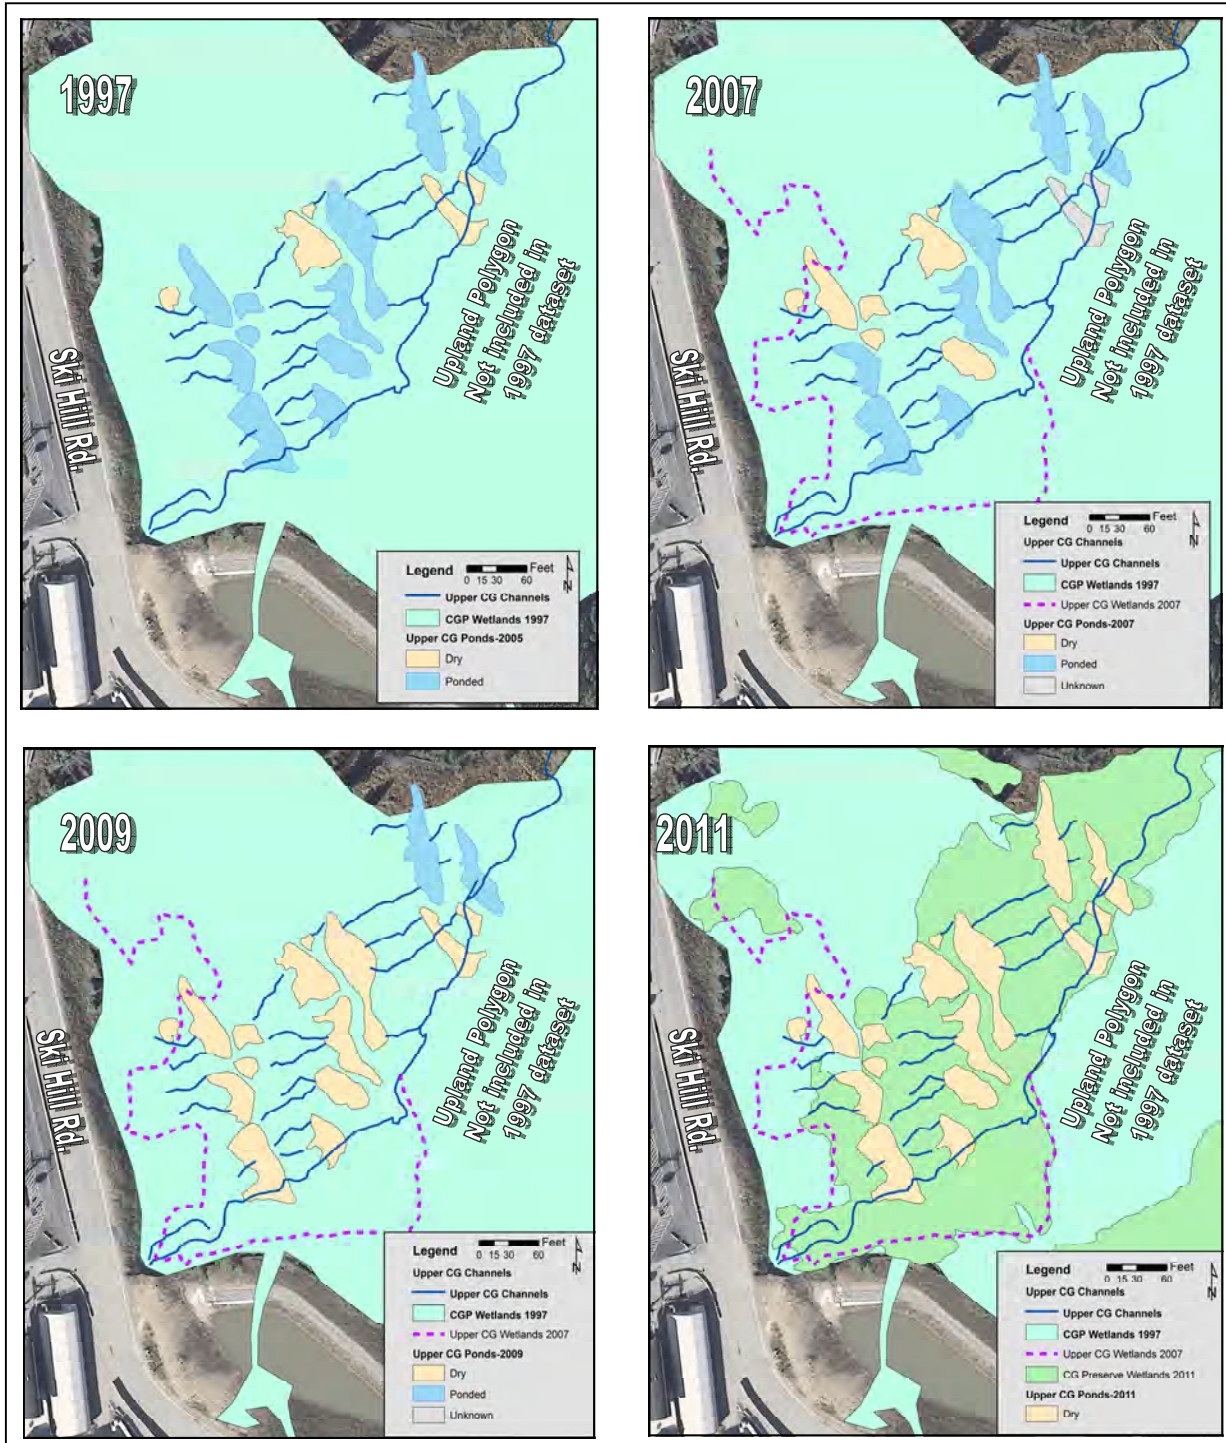 1997
Ski Hill Rd.
Upland Polygon
Not included in
1997 dataset
Legend
Feet
0 15 30 60
N
Upper CG Channels
CGP Wetlands 1997
Upper CG Ponds-2005
Dry
Ponded
2007
Ski Hill Rd.
Upland Polygon
Not included in
1997 dataset
Legend
Feet
0 15 30 60
N
Upper CG Channels
Upper CG Channels
CGP Wetlands 1997
Upper CG Wetlands 2007
Upper CG Ponds-2007
Dry
Ponded
Unknown
2009
Ski Hill Rd.
Upland Polygon
Not included in
1997 dataset
Legend
Feet
0 15 30 60
N
Upper CG Channels
Upper CG Channels
CGP Wetlands 1997
Upper CG Wetlands 2007
Upper CG Ponds-2009
Dry
Ponded
Unknown
2011
Ski Hill Rd.
Upland Polygon
Not included in
1997 dataset
Legend
Feet
0 15 30 60
N
Upper CG Channels
Upper CG Channels
CGP Wetlands 1997
Upper CG Wetlands 2007
CG Preserve Wetlands 2011
Upper CG Ponds-2011
Dry